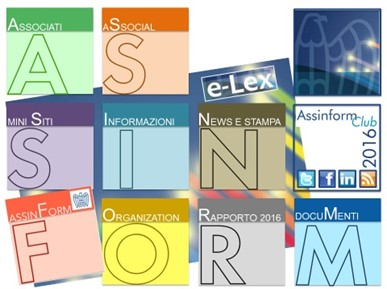 ASSOCIATI
A
aSSOCIAL
S
e-Lex
MINI SITI
S
INFORMAZIONI
I
NEWS E STAMPA
N
Assinform
Club
2016
ASSINFORM
F
ORGANIZATION
O
RAPPORTO 2016
R
DOCUMENTI
M